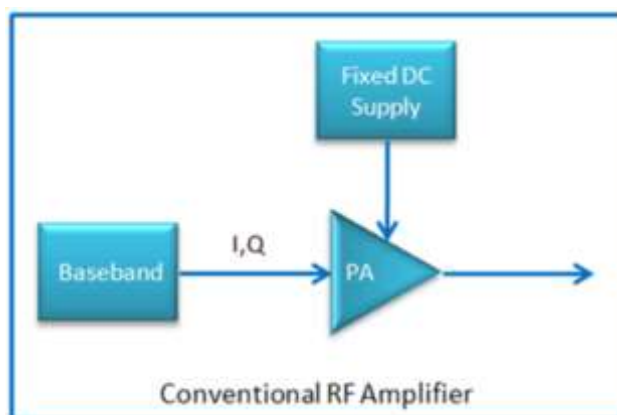 Fixed DC
Supply
Baseband
I,Q
PA
Conventional RF Amplifier